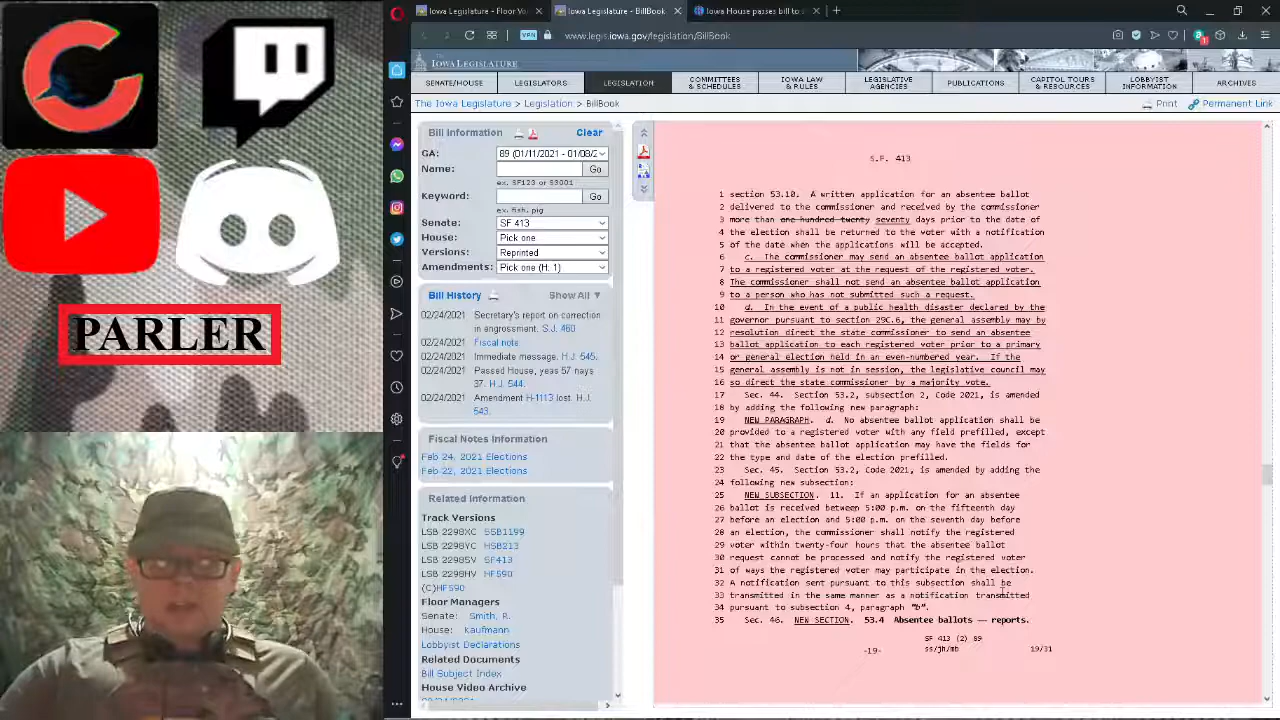 PARLER
Iowa Legislature - Floor M
Iowa Legislature - BillBook
Iowa House passes bill to
VPN
www.legis.iowa.gov/legislation/BillBook
IOWA LEGISLATURE
SENATE/HOUSE
LEGISLATORS
LEGISLATION
COMMITTEES & SCHEDULES
IOWA LAW & RULES
LEGISLATIVE AGENCIES
PUBLICATIONS
CAPITOL TOURS & RESOURCES
LOBBYIST INFORMATION
ARCHIVES
The Iowa Legislature > Legislation > BillBook
Print
Permanent Link
Bill Information
Clear
GA:
Name:
Go
ex. SF123 or S3001
Keyword:
Go
ex. fish, pig
Senate: SF 413
House: Pick one
Versions: Reprinted
Amendments: Pick one (H: 1)
Bill History
Show All ▼
02/24/2021 Secretary's report on correction
in engrossment. S.J. 460
02/24/2021 Fiscal note.
02/24/2021 Immediate message. H.J. 545.
02/24/2021 Passed House, yeas 57 nays
37. H.J. 544.
02/24/2021 Amendment H-1113 lost. H.J.
543.
Fiscal Notes Information
Feb 24, 2021 Elections
Feb 22, 2021 Elections
Related Information
Track Versions
LSB 1293XC SSB1199
LSB 2298YC HSB213
LSB 2298HV HF590
(C)HF590
Floor Managers
Senate: Smith, R.
House: Kaufmann
Lobbyist Declarations
Related Documents
Bill Subject Index
House Video Archive
S.F. 413
1 section 53.10. A written application for an absentee ballot
2 delivered to the commissioner and received by the commissioner
3 more than one hundred twenty seventy days prior to the date of
4 the election shall be returned to the voter with a notification
5 of the date when the applications will be accepted.
6 c. The commissioner may send an absentee ballot application
7 to a registered voter at the request of the registered voter.
8 The commissioner shall not send an absentee ballot application
9 to a person who has not submitted such a request.
10 d. In the event of a public health disaster declared by the
11 governor pursuant to section 29C.6, the general assembly may by
12 resolution direct the state commissioner to send an absentee
13 ballot application to each registered voter prior to a primary
14 or general election held in an even-numbered year. If the
15 general assembly is not in session, the legislative council may
16 so direct the state commissioner by a majority vote.
17 Sec. 44. Section 53.2, subsection 2, Code 2021, is amended
18 by adding the following new paragraph:
19 NEW PARAGRAPH. 0c. No absentee ballot application shall be
20 provided to a registered voter with any field prefilled, except
21 that the absentee ballot application may have the fields for
22 the type and date of the election prefilled.
23 Sec. 45. Section 53.2, Code 2021, is amended by adding the
24 following new subsection:
25 NEW SUBSECTION. 11. If an application for an absentee
26 ballot is received between 5:00 p.m. on the fifteenth day
27 before an election and 5:00 p.m. on the seventh day before
28 an election, the commissioner shall notify the registered
29 voter within twenty-four hours that the absentee ballot
30 request cannot be processed and notify the registered voter
31 of ways the registered voter may participate in the election.
32 A notification sent pursuant to this subsection shall be
33 transmitted in the same manner as a notification transmitted
34 pursuant to subsection 4, paragraph "b".
35 Sec. 46. NEW SECTION. 53.4 Absentee ballots — reports.
SF 413 (2) 89
-19- ss/jh/mb 19/31